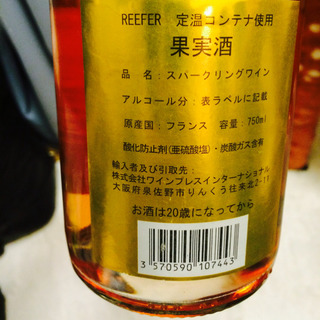 REEFER 定温コンテナ使用
果実酒
品 名：スパークリングワイン
アルコール分：表ラベルに記載
原産国：フランス 容量：750ml
酸化防止剤(亜硫酸塩)・炭酸ガス含有
輸入者及び引取先：
株式会社ワインプレスインターナショナル
大阪府泉佐野市りんくう往来北2-11
お酒は20歳になってから
3 570590 107443